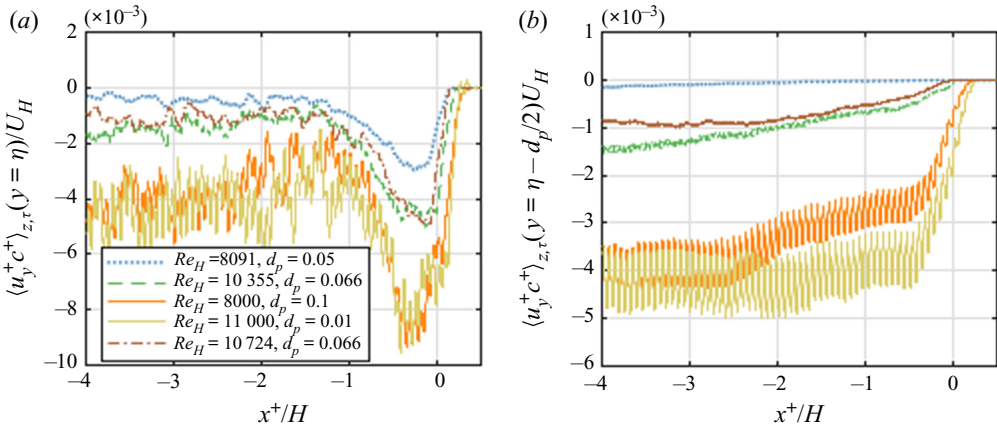 (a)
(×10⁻³)
2
0
−2
−4
−6
−8
−10
⟨u_y⁺c⁺⟩_{z,τ}(y = η)/U_H
Re_H =8091, d_p = 0.05
Re_H = 10 355, d_p = 0.066
Re_H = 8000, d_p = 0.1
Re_H = 11 000, d_p = 0.01
Re_H = 10 724, d_p = 0.066
−4 −3 −2 −1 0
x⁺/H
(b)
(×10⁻³)
1
0
−1
−2
−3
−4
−5
−6
⟨u_y⁺c⁺⟩_{z,τ}(y = η − d_p/2)U_H
−4 −3 −2 −1 0
x⁺/H